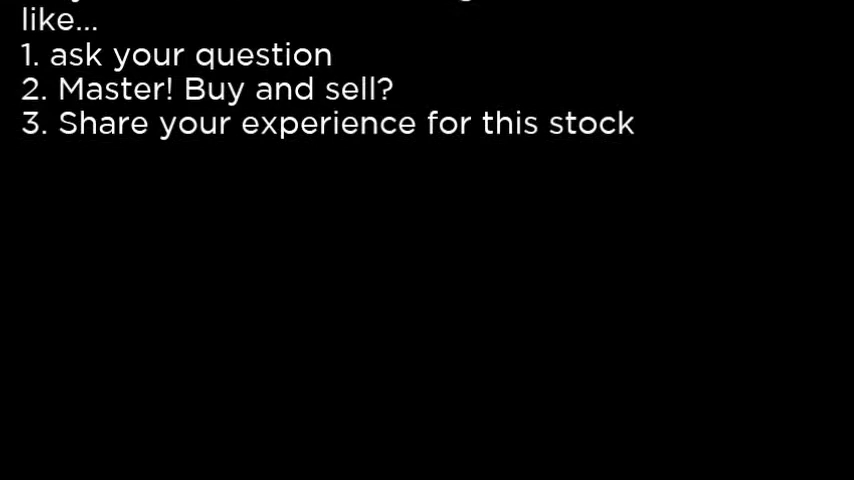 like...
1. ask your question
2. Master! Buy and sell?
3. Share your experience for this stock